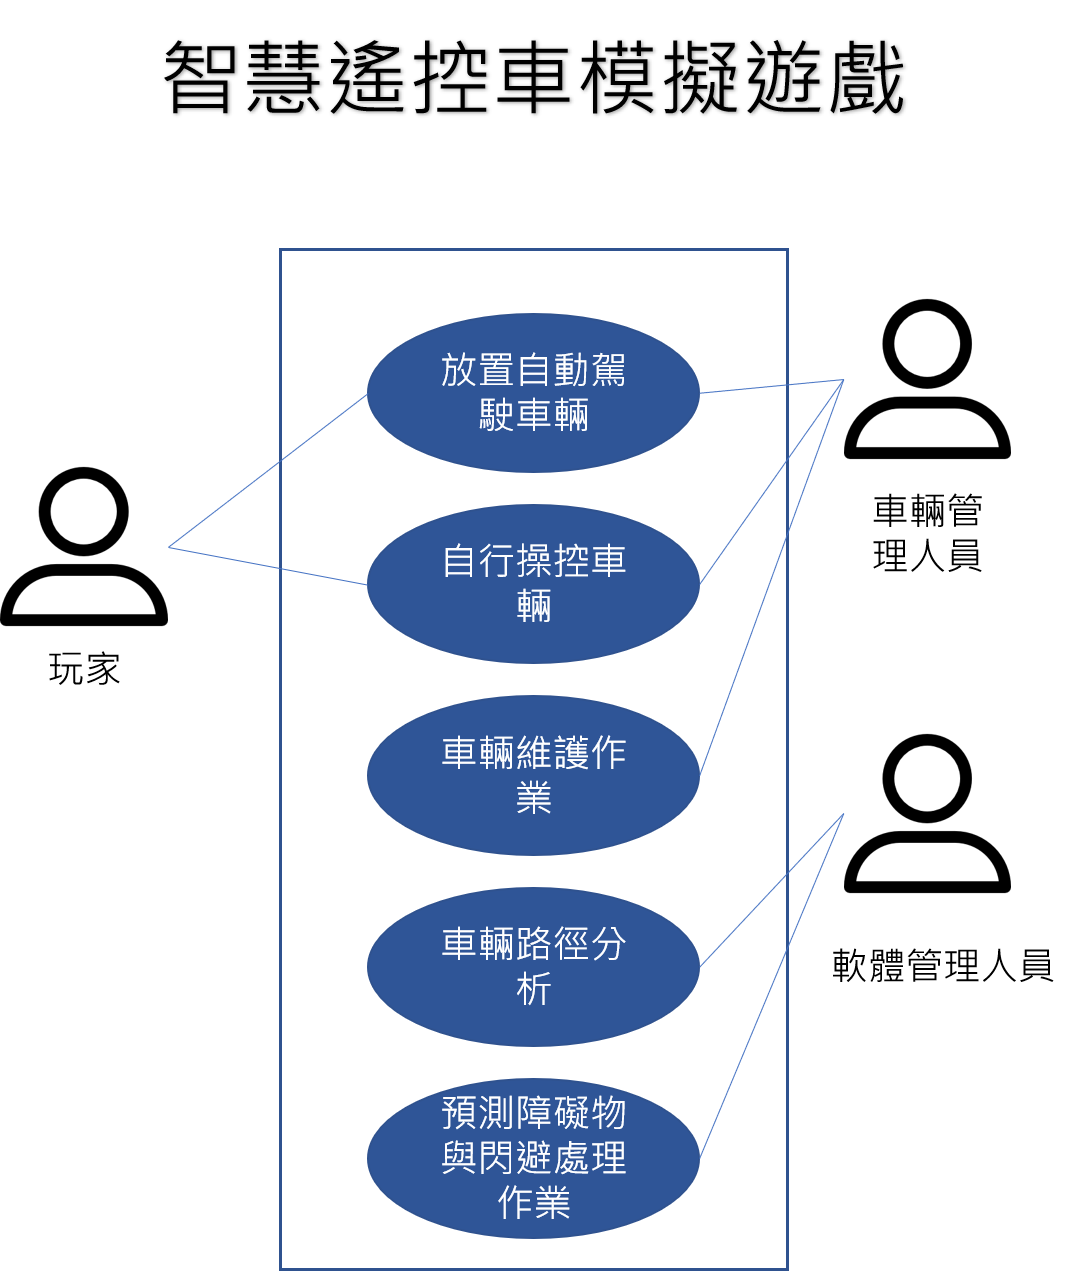 智慧遙控車模擬遊戲
放置自動駕
駛車輛
自行操控車
輛
車輛維護作
業
車輛路徑分
析
預測障礙物
與閃避處理
作業
玩家
車輛管
理人員
軟體管理人員